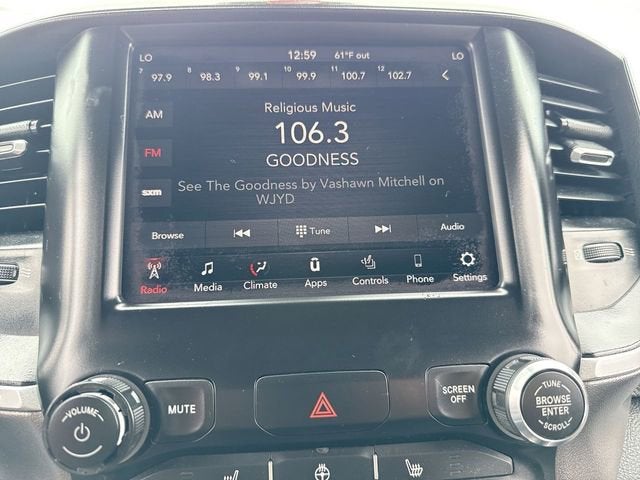 LO 12:59 61°F out LO
7 97.9 8 98.3 9 99.1 10 99.9 11 100.7 12 102.7
AM
FM
sxm
Religious Music
106.3
GOODNESS
See The Goodness by Vashawn Mitchell on
WJYD
Browse Tune Audio
Radio Media Climate Apps Controls Phone Settings
VOLUME
MUTE
SCREEN
OFF
TUNE
BROWSE
ENTER
SCROLL